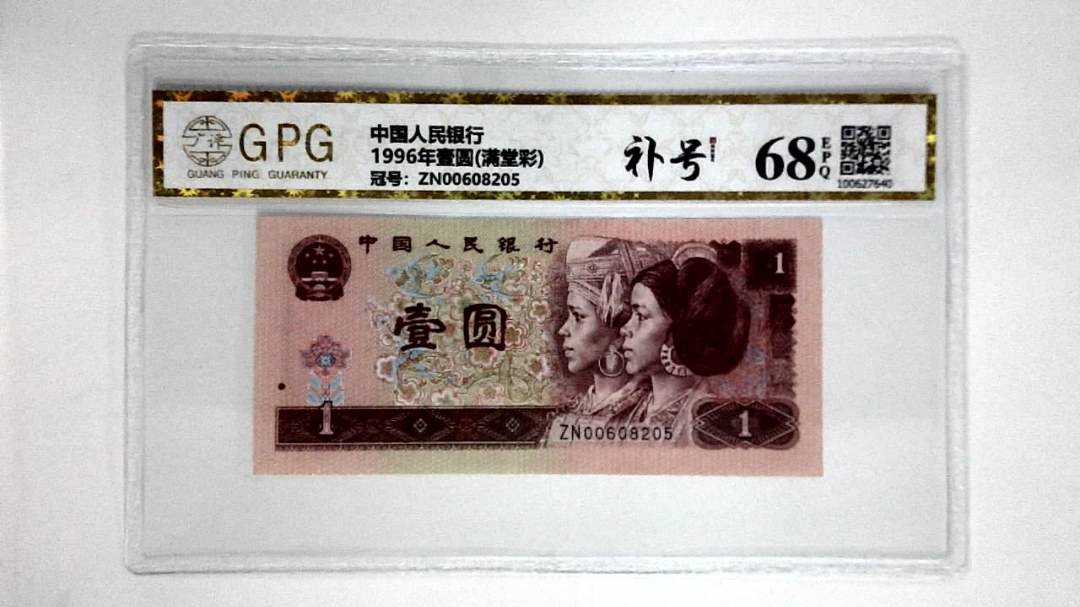 GPG
GUANG PING GUARANTY
中国人民银行
1996年壹圆(满堂彩)
冠号：ZN00608205
补号
68
EPQ
100627640
中国人民银行
1
壹圆
1
ZN00608205
1